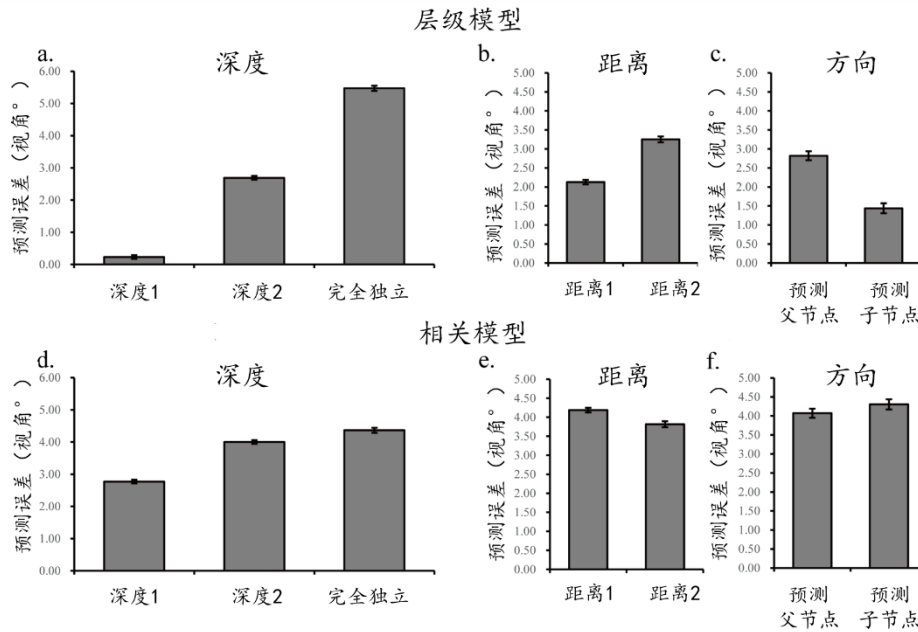 层级模型
a.
深度
预测误差（视角°）
6.00
5.00
4.00
3.00
2.00
1.00
0.00
深度1
深度2
完全独立
b.
距离
预测误差（视角°）
5.00
4.50
4.00
3.50
3.00
2.50
2.00
1.50
1.00
0.50
0.00
距离1
距离2
c.
方向
预测误差（视角°）
5.00
4.50
4.00
3.50
3.00
2.50
2.00
1.50
1.00
0.50
0.00
预测
父节点
预测
子节点
相关模型
d.
深度
预测误差（视角°）
6.00
5.00
4.00
3.00
2.00
1.00
0.00
深度1
深度2
完全独立
e.
距离
预测误差（视角°）
5.00
4.50
4.00
3.50
3.00
2.50
2.00
1.50
1.00
0.50
0.00
距离1
距离2
f.
方向
预测误差（视角°）
5.00
4.50
4.00
3.50
3.00
2.50
2.00
1.50
1.00
0.50
0.00
预测
父节点
预测
子节点